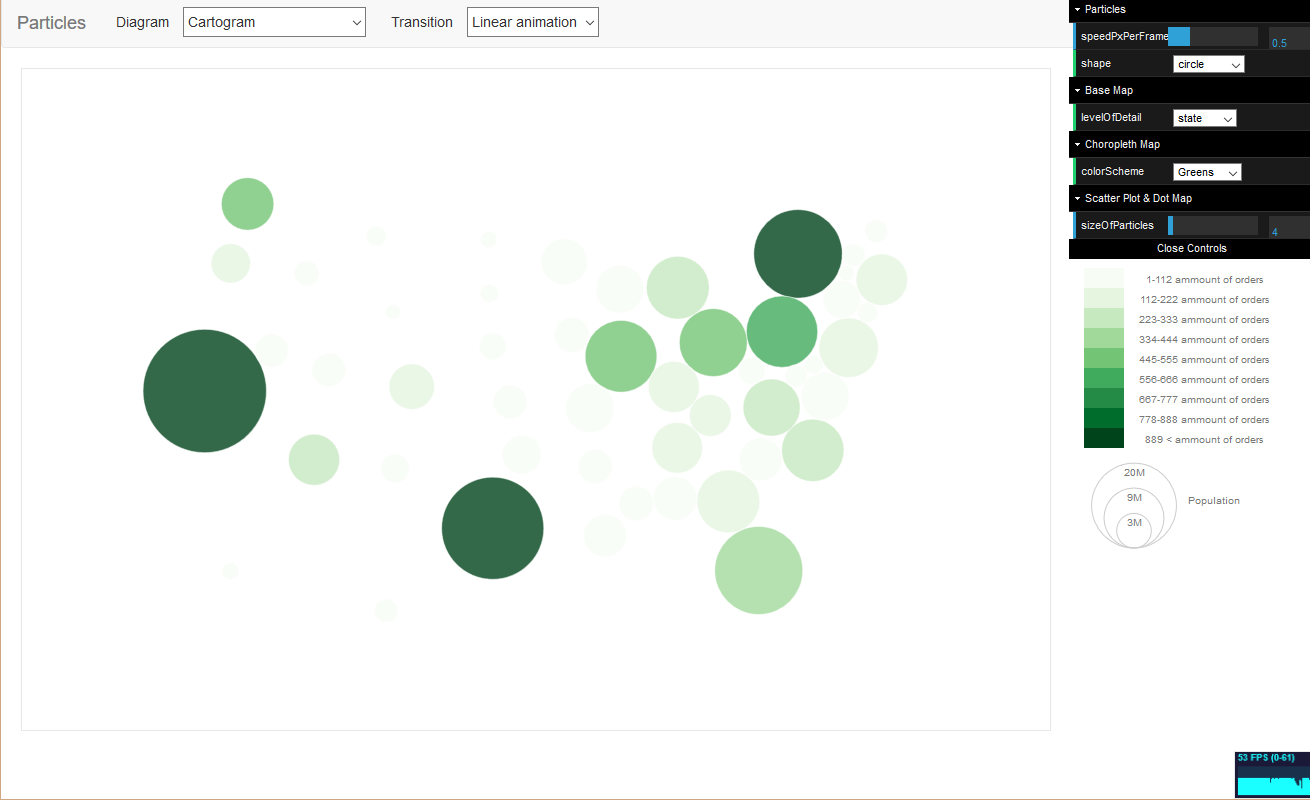 Particles Diagram Cartogram Transition Linear animation
Particles
speedPxPerFrame 0.5
shape circle
Base Map
levelOfDetail state
Choropleth Map
colorScheme Greens
Scatter Plot & Dot Map
sizeOfParticles 4
Close Controls
1-112 ammount of orders
112-222 ammount of orders
223-333 ammount of orders
334-444 ammount of orders
445-555 ammount of orders
556-666 ammount of orders
667-777 ammount of orders
778-888 ammount of orders
889 < ammount of orders
20M
9M
3M
Population
53 FPS (0-61)